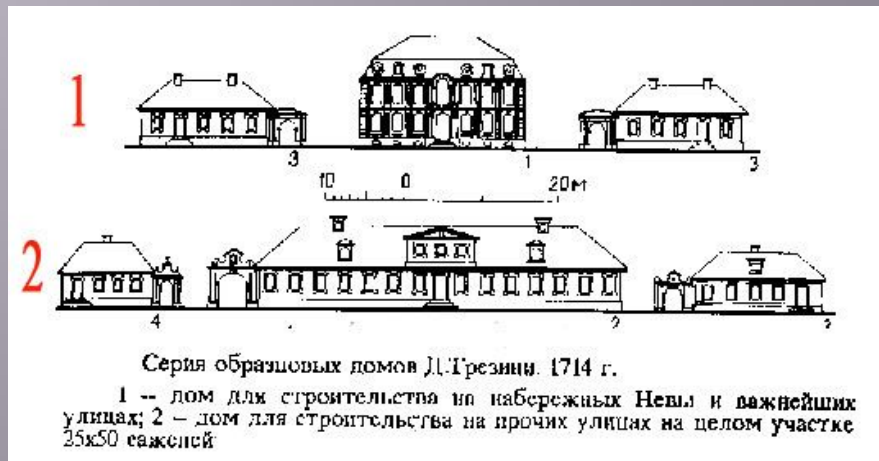 1
3 1 3
10 0 20м
2
4 2
Серия образцовых домов Д.Трезини. 1714 г.
1 – дом для строительства на набережных Невы и важнейших
улицах; 2 – дом для строительства на прочих улицах на целом участке
25х50 саженей